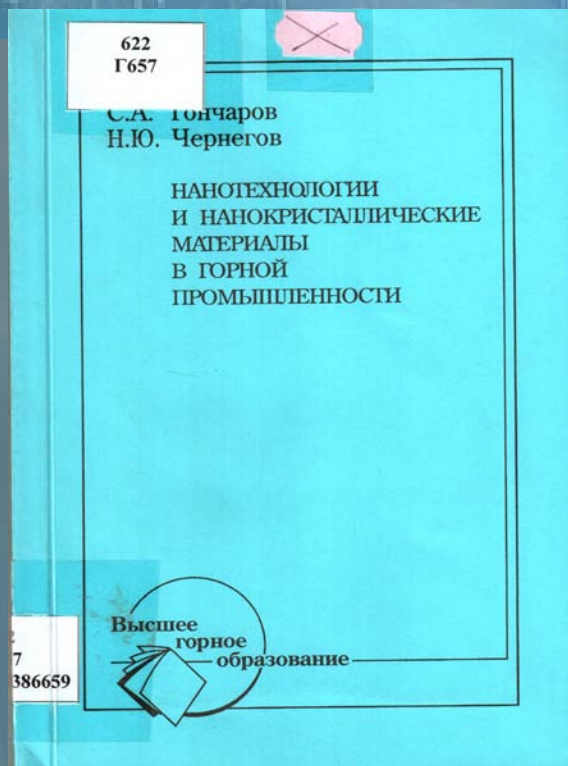 622
Г657
С.А. Гончаров
Н.Ю. Чернегов
НАНОТЕХНОЛОГИИ
И НАНОКРИСТАЛЛИЧЕСКИЕ
МАТЕРИАЛЫ
В ГОРНОЙ
ПРОМЫШЛЕННОСТИ
Высшее
горное
образование
7
386659